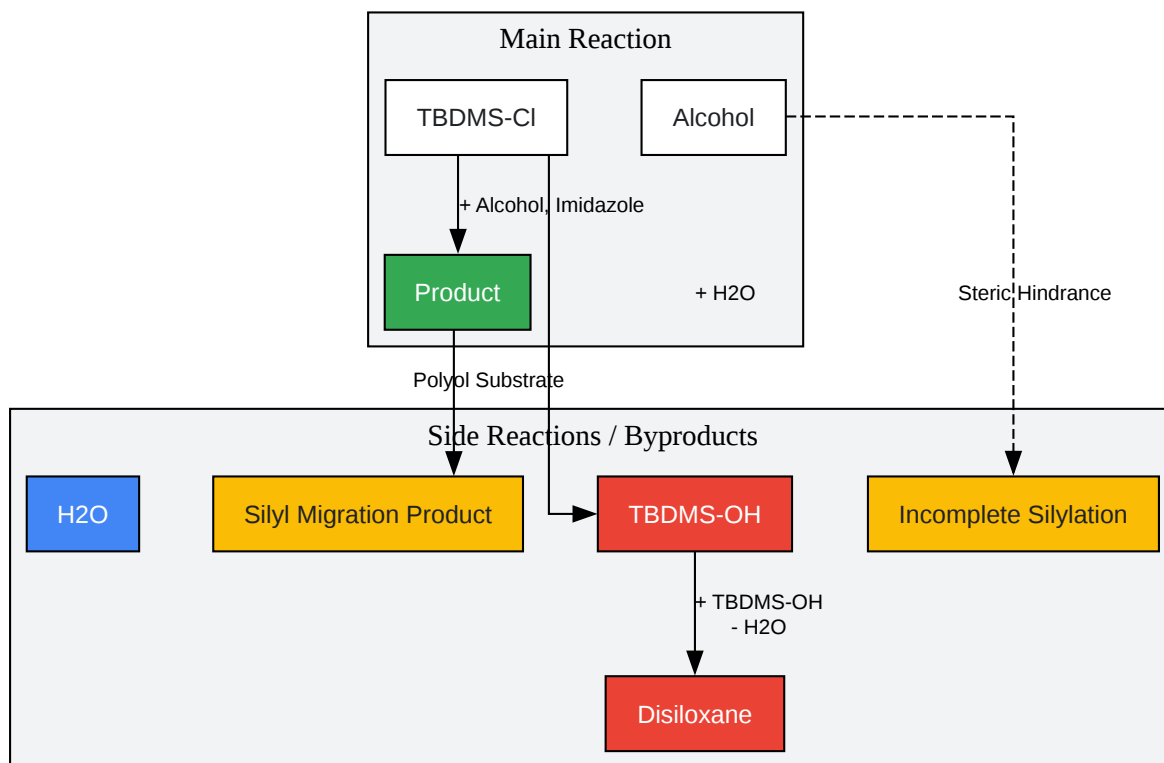 Main Reaction
TBDMS-Cl
Alcohol
+ Alcohol, Imidazole
Product
+ H2O
Steric Hindrance
Polyol Substrate
Side Reactions / Byproducts
H2O
Silyl Migration Product
TBDMS-OH
Incomplete Silylation
+ TBDMS-OH
- H2O
Disiloxane